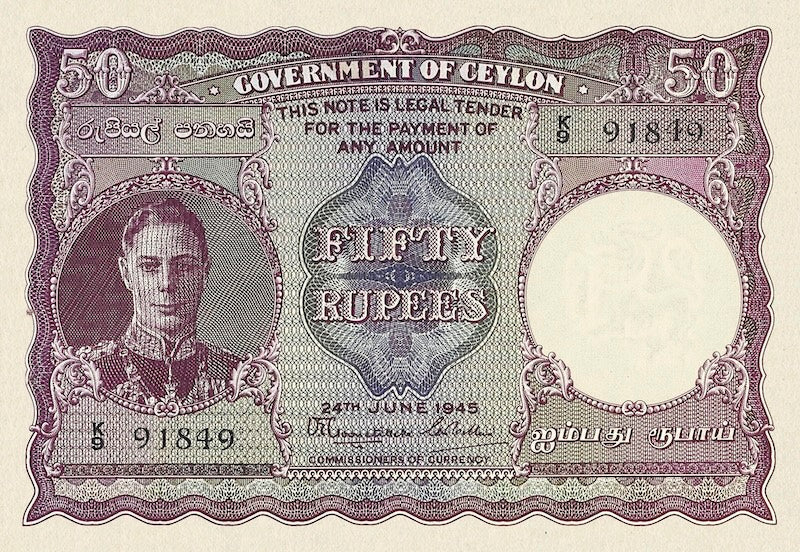 50 GOVERNMENT OF CEYLON 50
රුපියල් පනහයි
THIS NOTE IS LEGAL TENDER
FOR THE PAYMENT OF
ANY AMOUNT
K/9 91849
FIFTY
RUPEES
24TH JUNE 1945
COMMISSIONERS OF CURRENCY
K/9 91849
ஐம்பது ரூபாய்